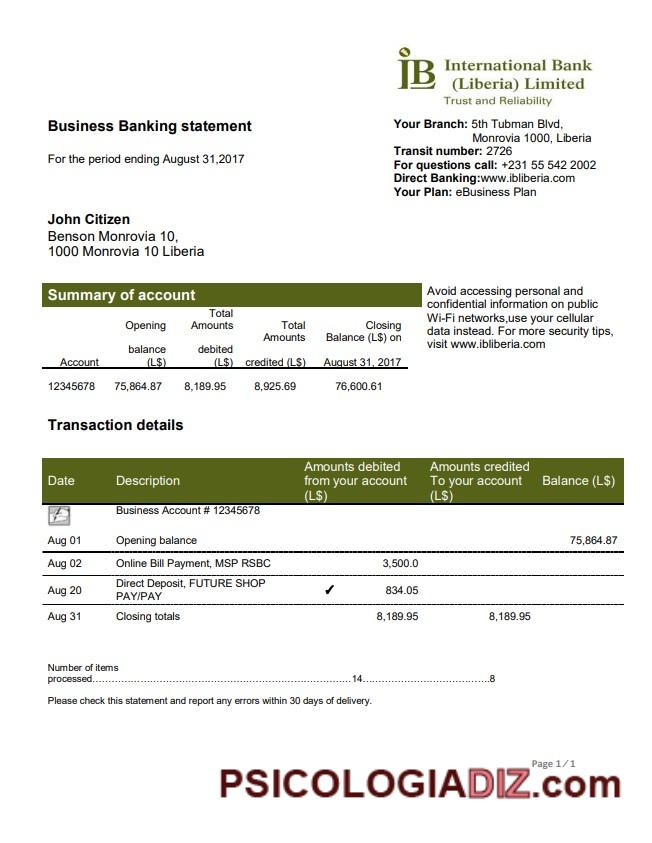 iB International Bank
(Liberia) Limited
Trust and Reliability
Business Banking statement
For the period ending August 31,2017
Your Branch: 5th Tubman Blvd,
Monrovia 1000, Liberia
Transit number: 2726
For questions call: +231 55 542 2002
Direct Banking:www.ibliberia.com
Your Plan: eBusiness Plan
John Citizen
Benson Monrovia 10,
1000 Monrovia 10 Liberia
Summary of account
Account Opening balance (L$) Total Amounts debited (L$) Total Amounts credited (L$) Closing Balance (L$) on August 31, 2017
12345678 75,864.87 8,189.95 8,925.69 76,600.61
Avoid accessing personal and
confidential information on public
Wi-Fi networks,use your cellular
data instead. For more security tips,
visit www.ibliberia.com
Transaction details
Date Description Amounts debited from your account (L$) Amounts credited To your account (L$) Balance (L$)
Business Account # 12345678
Aug 01 Opening balance 75,864.87
Aug 02 Online Bill Payment, MSP RSBC 3,500.0
Aug 20 Direct Deposit, FUTURE SHOP PAY/PAY ✓ 834.05
Aug 31 Closing totals 8,189.95 8,189.95
Number of items
processed..........................................................................................14............................................8
Please check this statement and report any errors within 30 days of delivery.
Page 1 / 1
PSICOLOGIADIZ.com